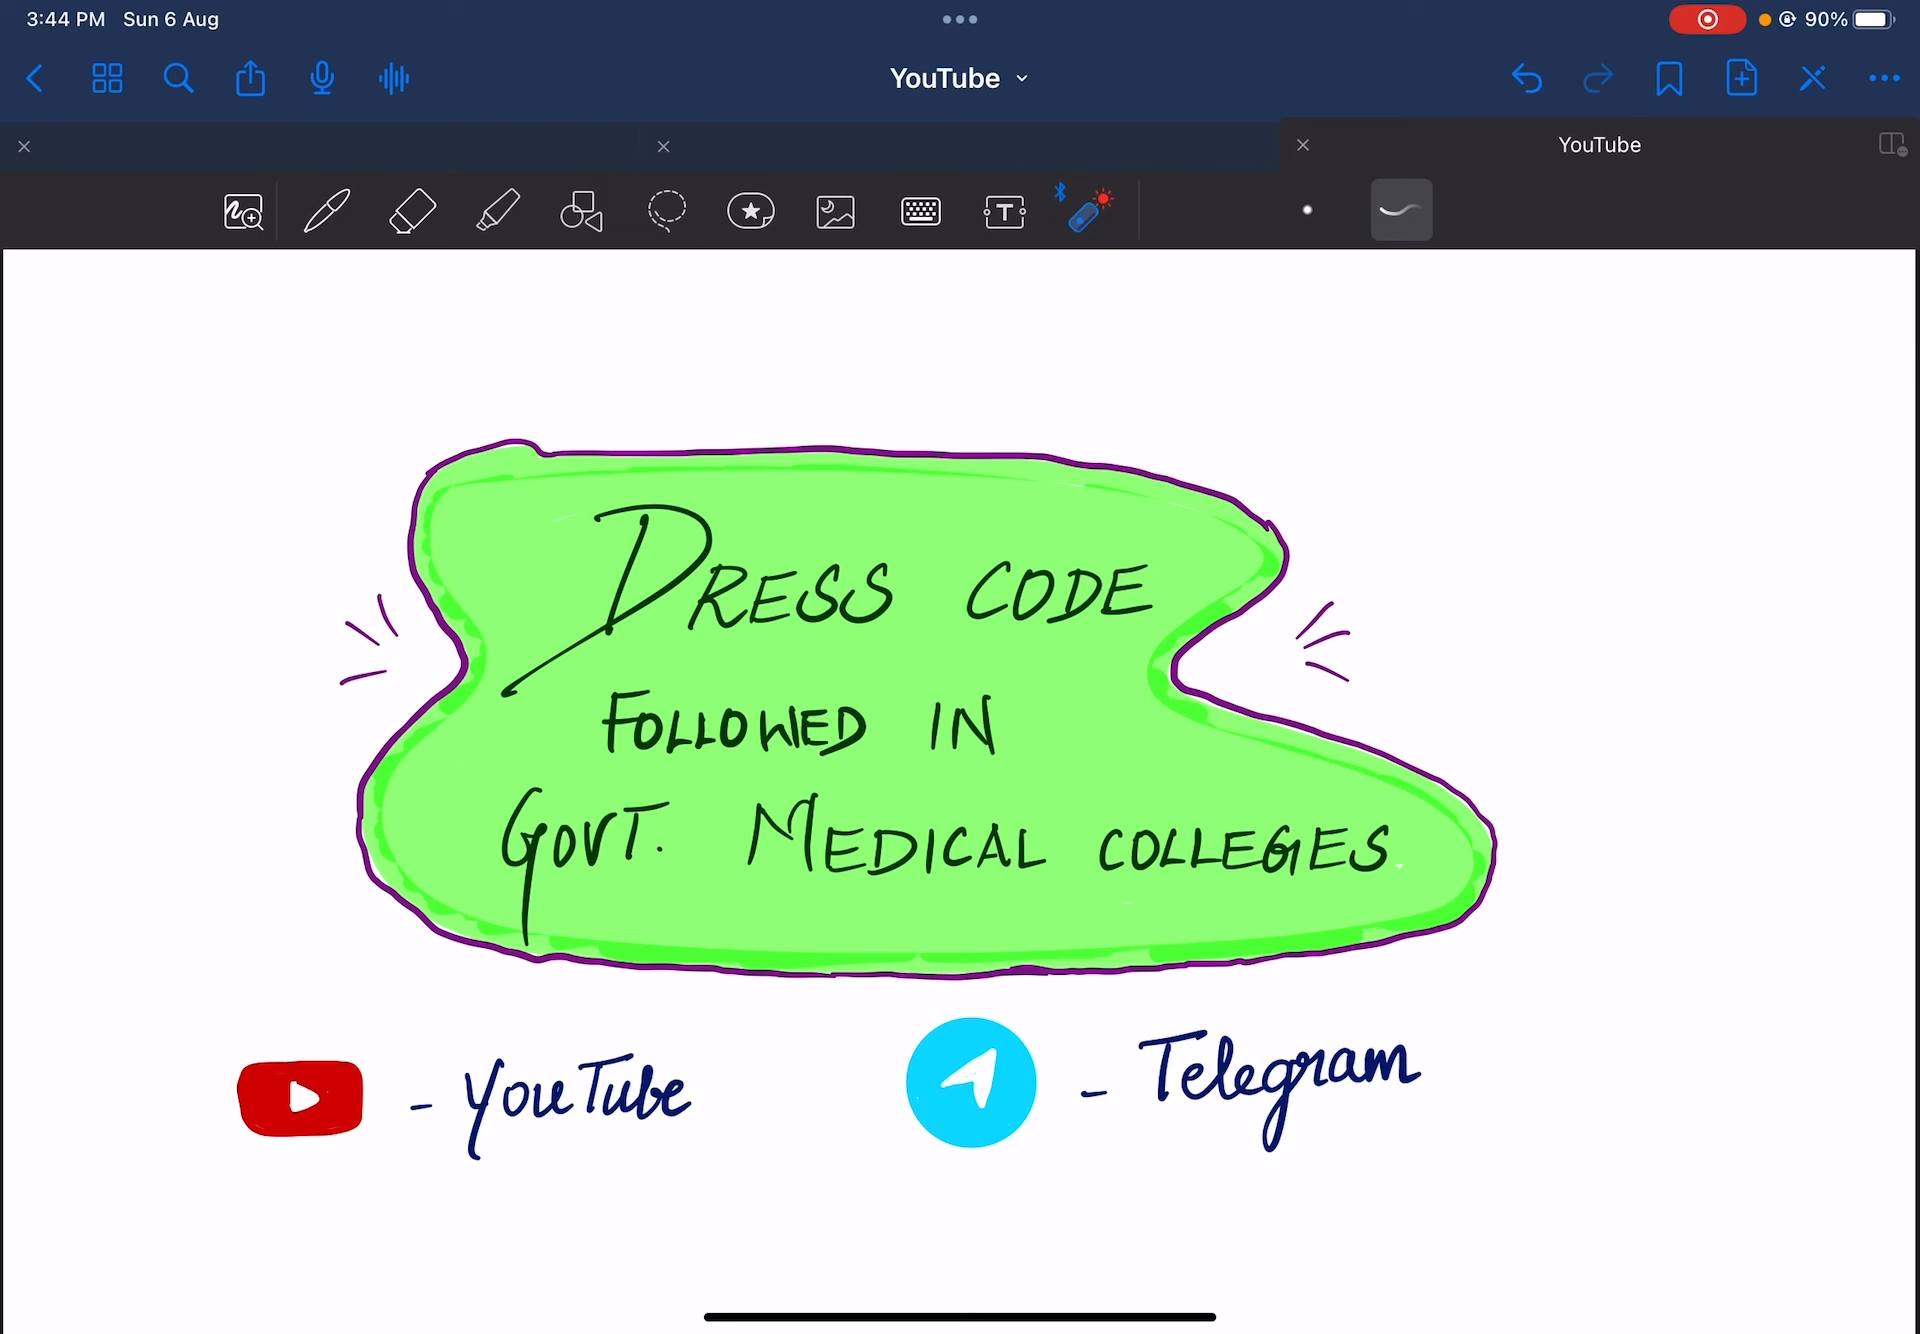 3:44 PM Sun 6 Aug
90%
YouTube
YouTube
T
DRESS CODE
FOLLOWED IN
GOVT. MEDICAL COLLEGES
- YouTube
- Telegram